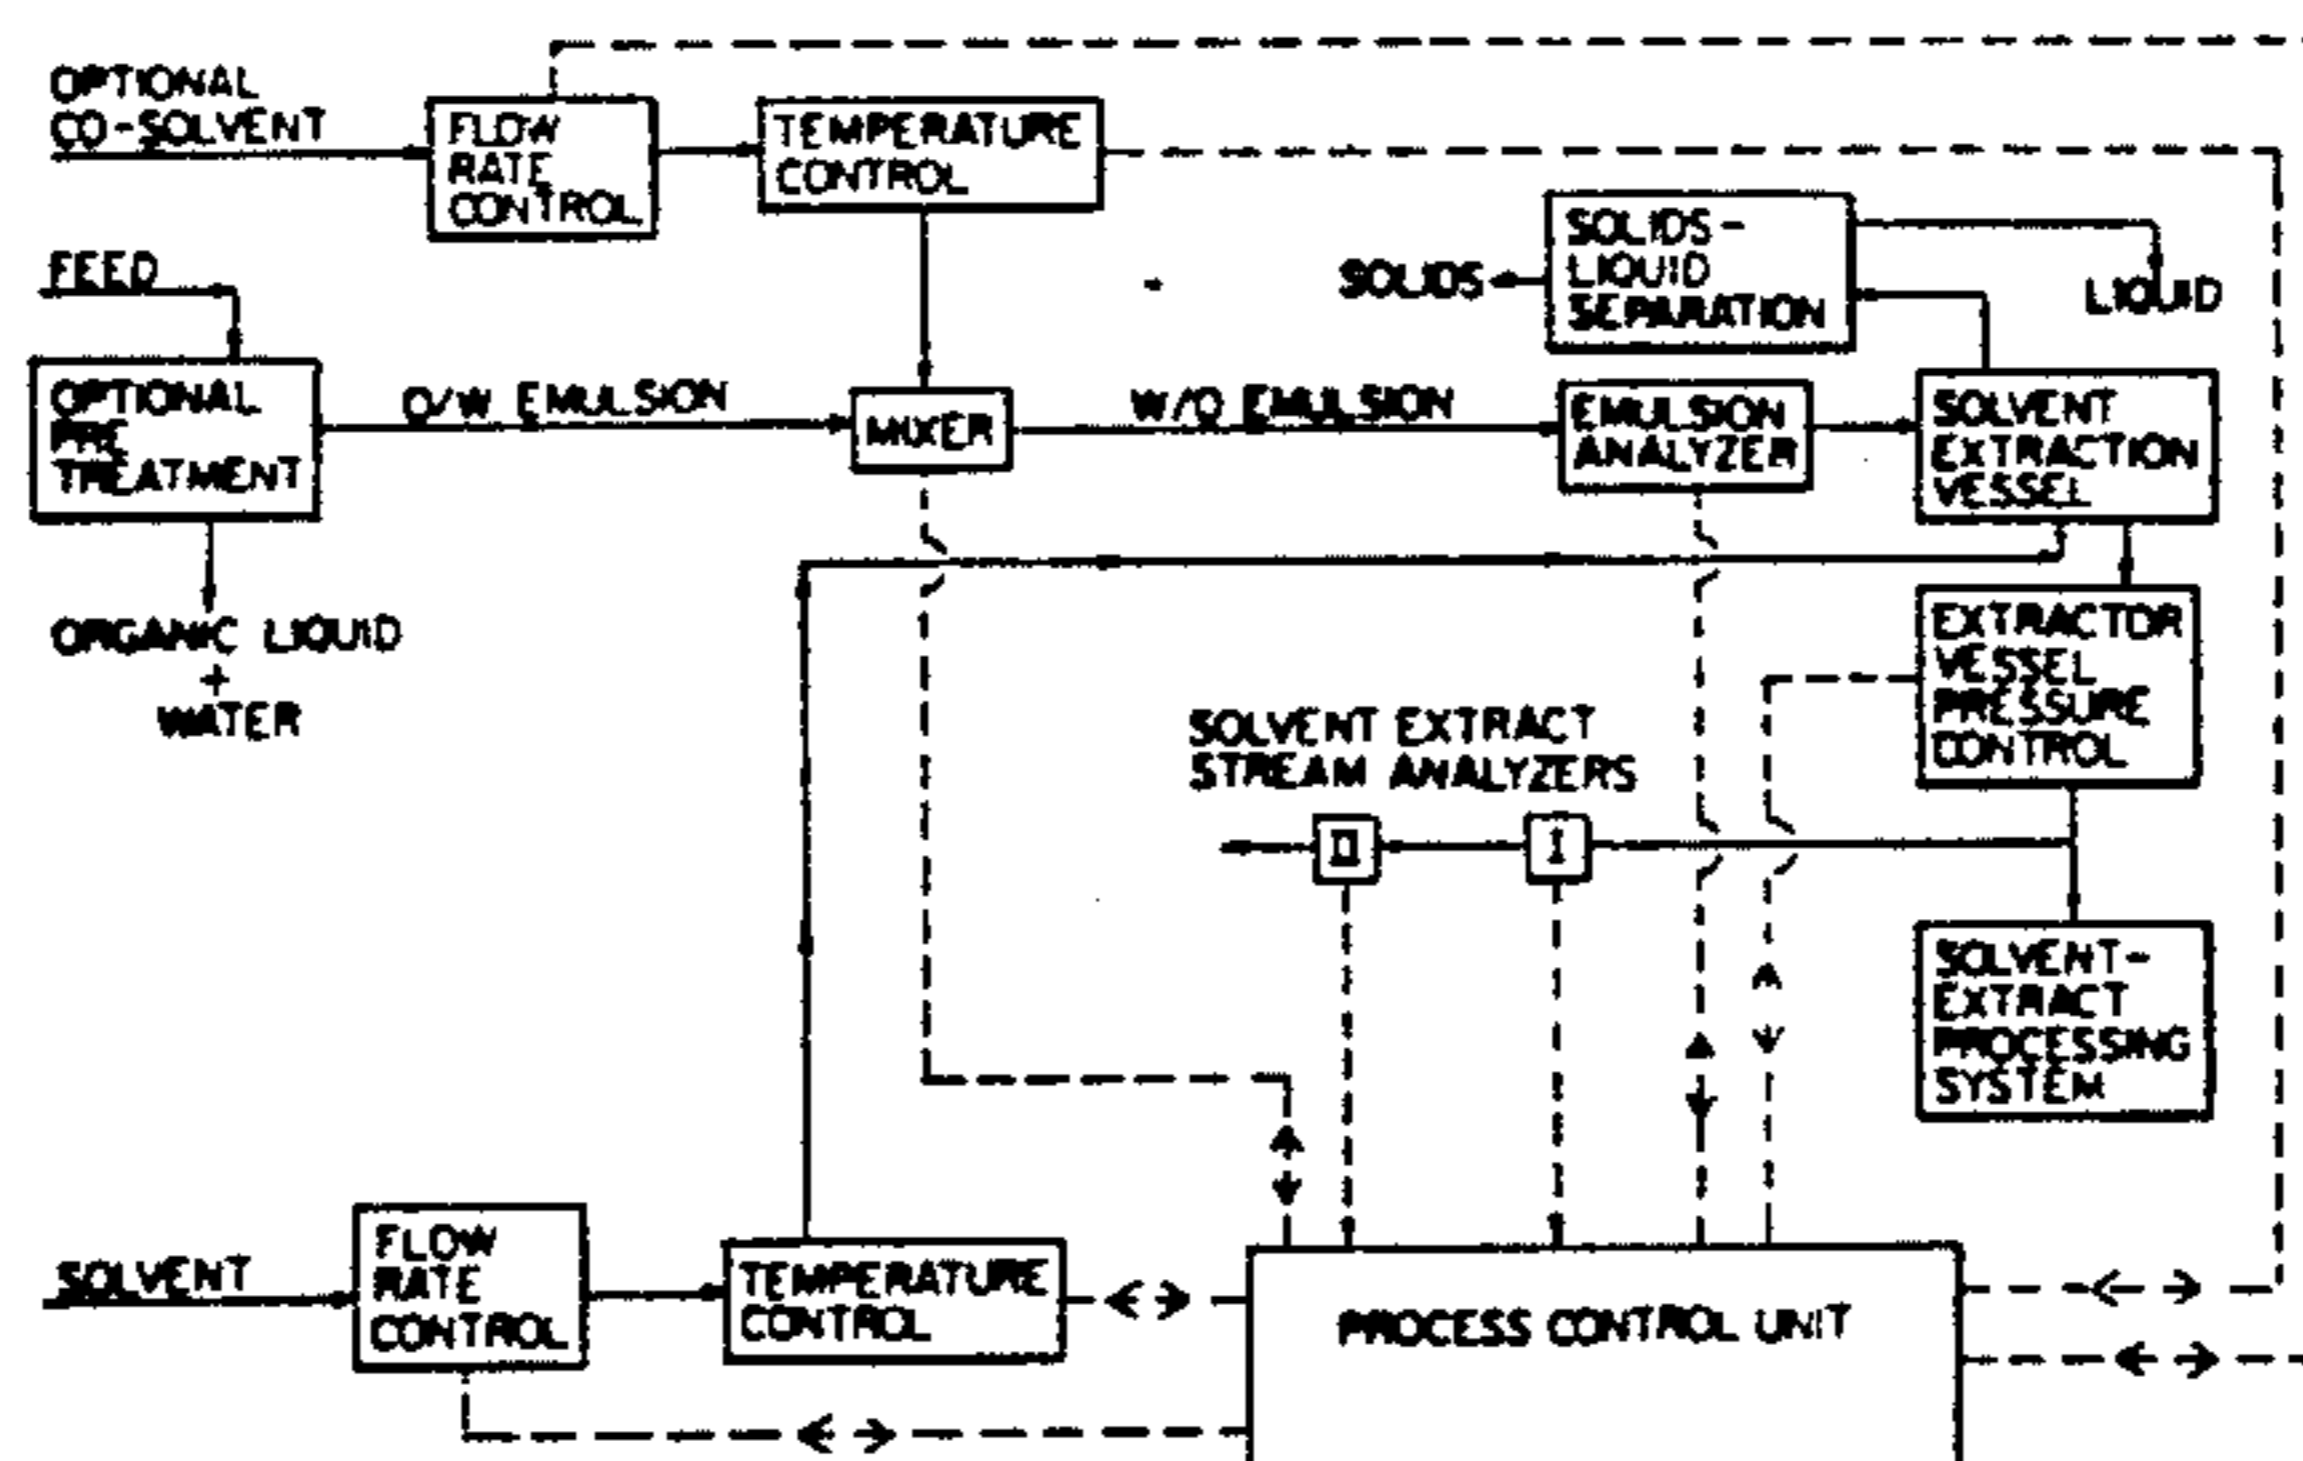 OPTIONAL
CO-SOLVENT
FLOW
RATE
CONTROL
TEMPERATURE
CONTROL
FEED
SOLIDS
SOLIDS-
LIQUID
SEPARATION
LIQUID
OPTIONAL
PRE
TREATMENT
O/W EMULSION
MIXER
W/O EMULSION
EMULSION
ANALYZER
SOLVENT
EXTRACTION
VESSEL
ORGANIC LIQUID
+
WATER
EXTRACTOR
VESSEL
PRESSURE
CONTROL
SOLVENT EXTRACT
STREAM ANALYZERS
II
I
SOLVENT-
EXTRACT
PROCESSING
SYSTEM
SOLVENT
FLOW
RATE
CONTROL
TEMPERATURE
CONTROL
PROCESS CONTROL UNIT